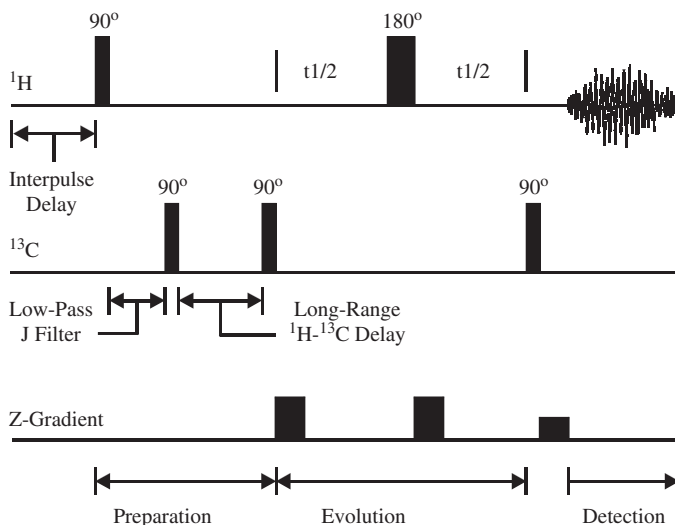 90º
180º
t1/2
t1/2
¹H
Interpulse
Delay
90º
90º
90º
¹³C
Low-Pass
J Filter
Long-Range
¹H-¹³C Delay
Z-Gradient
Preparation
Evolution
Detection